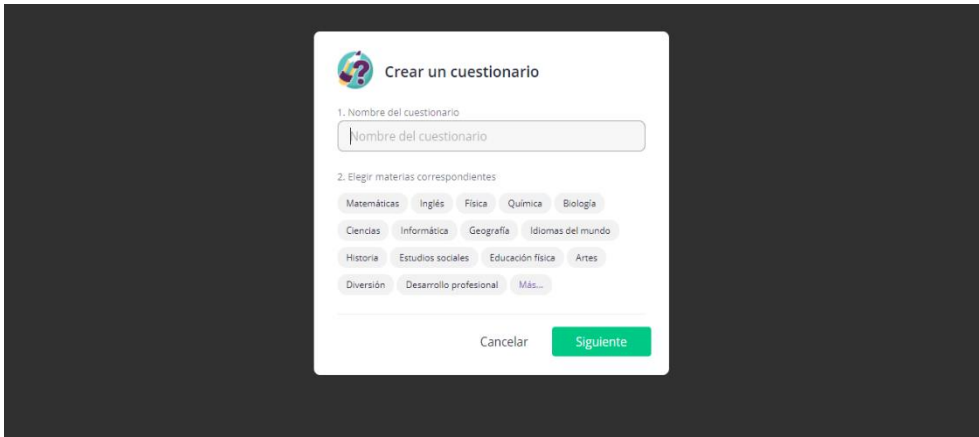 Crear un cuestionario
1. Nombre del cuestionario
Nombre del cuestionario
2. Elegir materias correspondientes
Matemáticas Inglés Física Química Biología
Ciencias Informática Geografía Idiomas del mundo
Historia Estudios sociales Educación física Artes
Diversión Desarrollo profesional Más...
Cancelar Siguiente